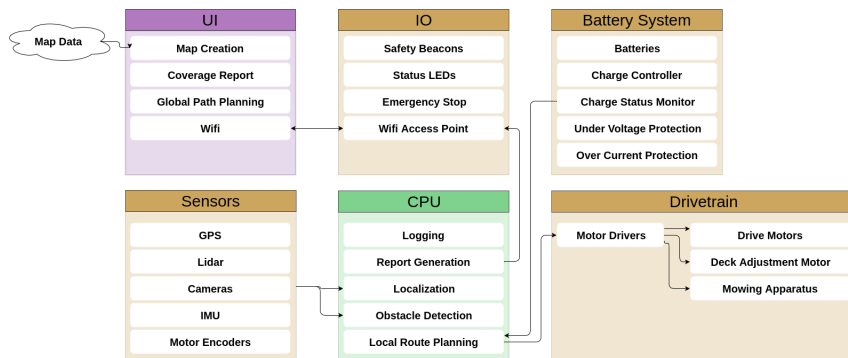 Map Data
UI
Map Creation
Coverage Report
Global Path Planning
Wifi
IO
Safety Beacons
Status LEDs
Emergency Stop
Wifi Access Point
Battery System
Batteries
Charge Controller
Charge Status Monitor
Under Voltage Protection
Over Current Protection
Sensors
GPS
Lidar
Cameras
IMU
Motor Encoders
CPU
Logging
Report Generation
Localization
Obstacle Detection
Local Route Planning
Drivetrain
Motor Drivers
Drive Motors
Deck Adjustment Motor
Mowing Apparatus